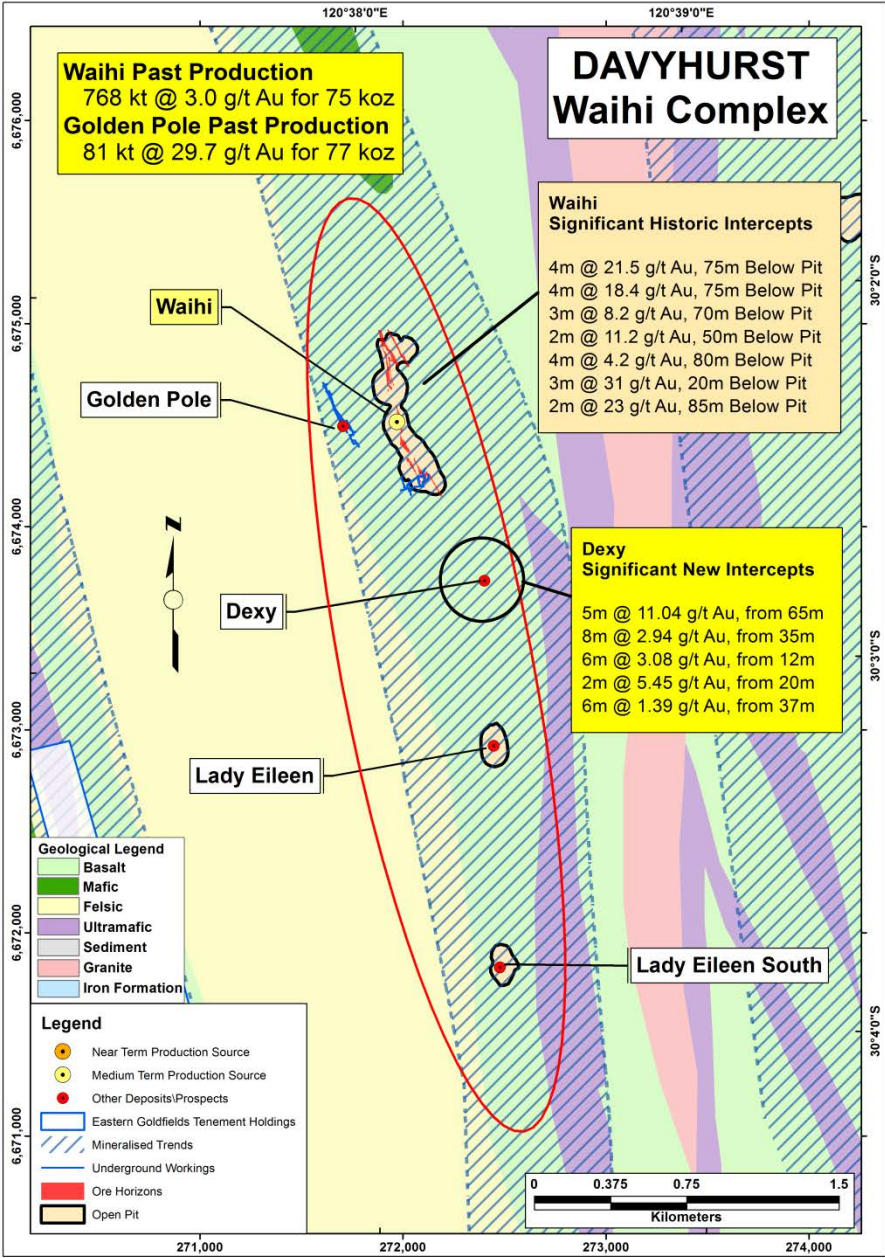 120°38'0"E
120°39'0"E
DAVYHURST
Waihi Complex
Waihi Past Production
768 kt @ 3.0 g/t Au for 75 koz
Golden Pole Past Production
81 kt @ 29.7 g/t Au for 77 koz
6,676,000
6,675,000
6,674,000
6,673,000
6,672,000
6,671,000
30°2'0"S
30°3'0"S
30°4'0"S
Waihi
Significant Historic Intercepts
4m @ 21.5 g/t Au, 75m Below Pit
4m @ 18.4 g/t Au, 75m Below Pit
3m @ 8.2 g/t Au, 70m Below Pit
2m @ 11.2 g/t Au, 50m Below Pit
4m @ 4.2 g/t Au, 80m Below Pit
3m @ 31 g/t Au, 20m Below Pit
2m @ 23 g/t Au, 85m Below Pit
Waihi
Golden Pole
Z
Dexy
Significant New Intercepts
5m @ 11.04 g/t Au, from 65m
8m @ 2.94 g/t Au, from 35m
6m @ 3.08 g/t Au, from 12m
2m @ 5.45 g/t Au, from 20m
6m @ 1.39 g/t Au, from 37m
Dexy
Lady Eileen
Lady Eileen South
Geological Legend
Basalt
Mafic
Felsic
Ultramafic
Sediment
Granite
Iron Formation
Legend
Near Term Production Source
Medium Term Production Source
Other Deposits\Prospects
Eastern Goldfields Tenement Holdings
Mineralised Trends
Underground Workings
Ore Horizons
Open Pit
0 0.375 0.75 1.5
Kilometers
271,000
272,000
273,000
274,000